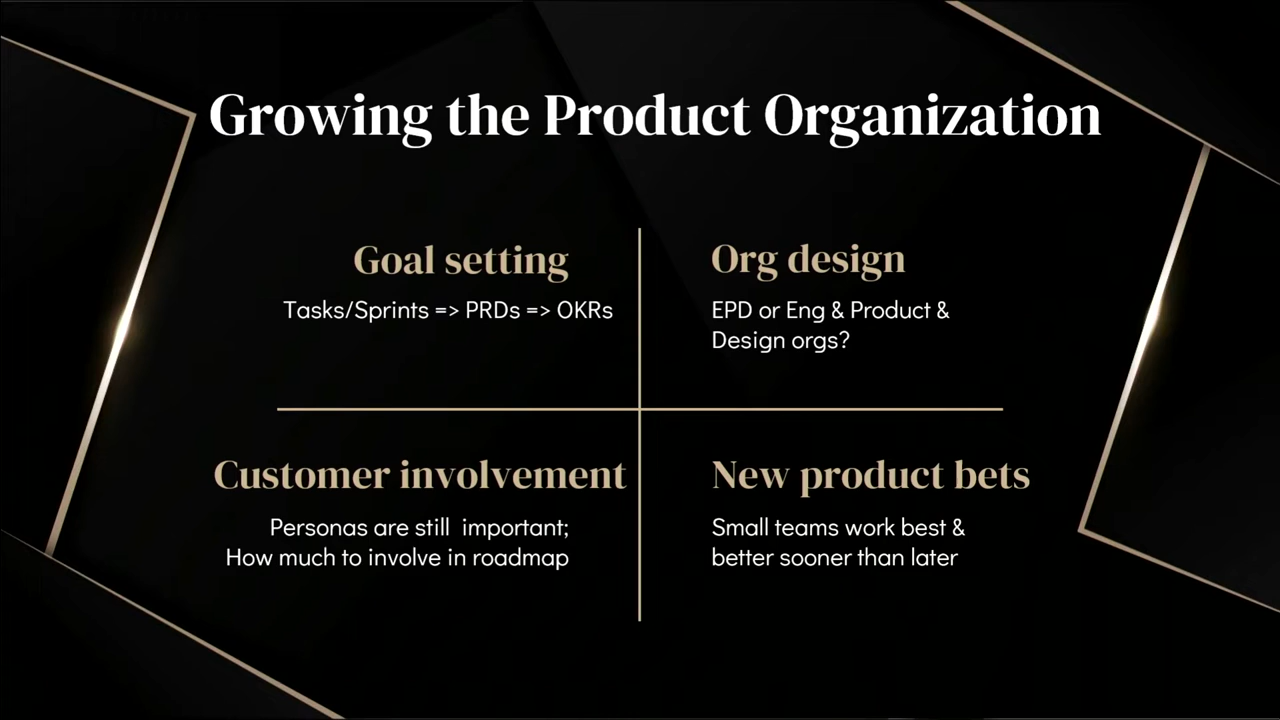 Growing the Product Organization
Goal setting
Tasks/Sprints => PRDs => OKRs
Org design
EPD or Eng & Product &
Design orgs?
Customer involvement
Personas are still  important;
How much to involve in roadmap
New product bets
Small teams work best &
better sooner than later